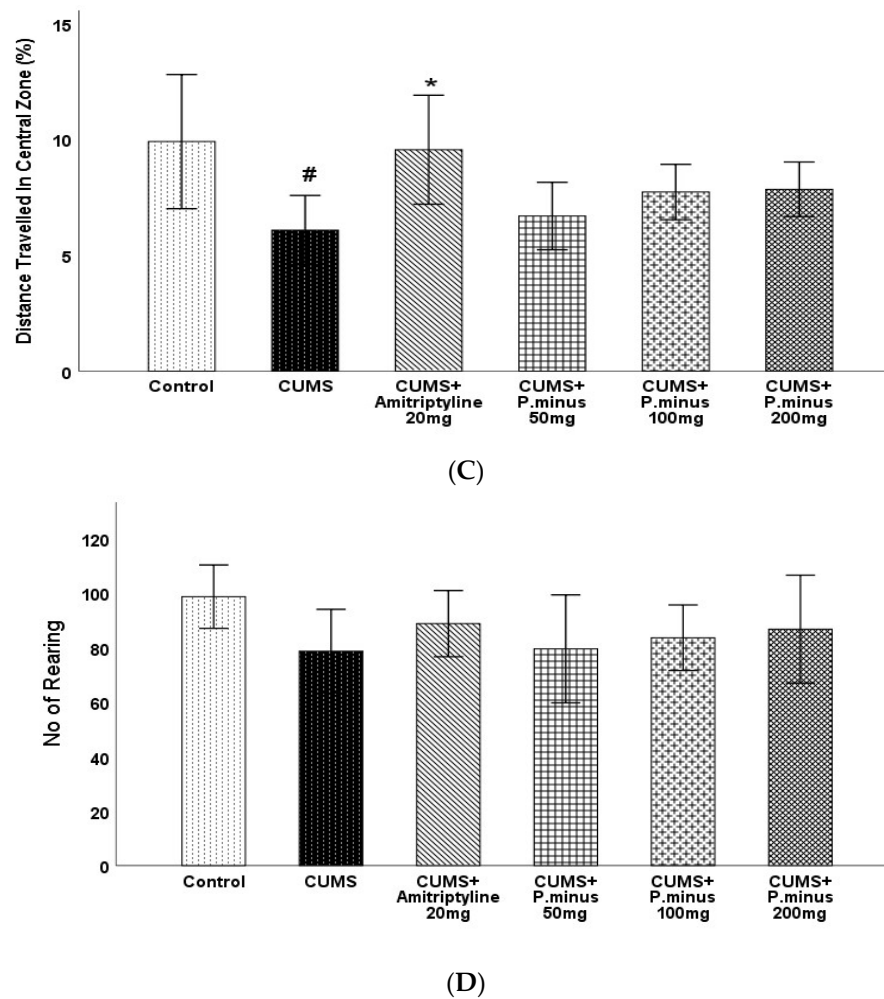 Distance Travelled In Central Zone (%)
15
10
5
0
*
#
Control
CUMS
CUMS+
Amitriptyline
20mg
CUMS+
P.minus
50mg
CUMS+
P.minus
100mg
CUMS+
P.minus
200mg
(C)
No of Rearing
120
100
80
60
40
20
0
Control
CUMS
CUMS+
Amitriptyline
20mg
CUMS+
P.minus
50mg
CUMS+
P.minus
100mg
CUMS+
P.minus
200mg
(D)